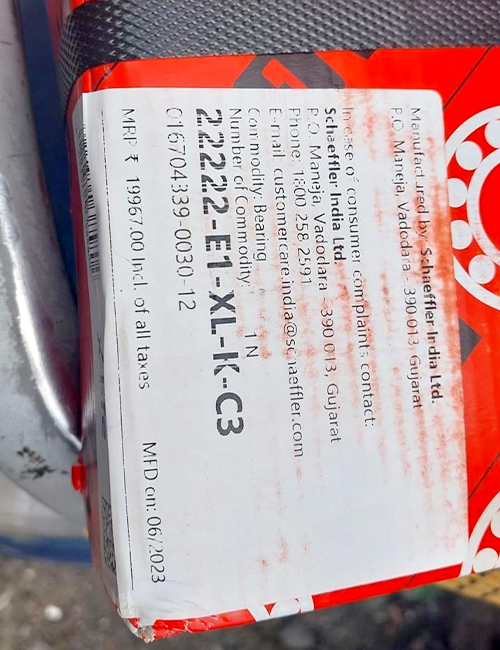 Manufactured by: Schaeffler India Ltd.
P.O. Maneja, Vadodara - 390 013, Gujarat
In case of consumer complaints contact:
Schaeffler India Ltd.
P.O. Maneja, Vadodara - 390 013, Gujarat
Phone: 1800 258 2591
E-mail customercare.india@schaeffler.com
Commodity: Bearing
Number of Commodity: 1 N
22222-E1-XL-K-C3
016704339-0030-12
MRP ₹ 19967.00 Incl. of all taxes MFD on: 06/2023